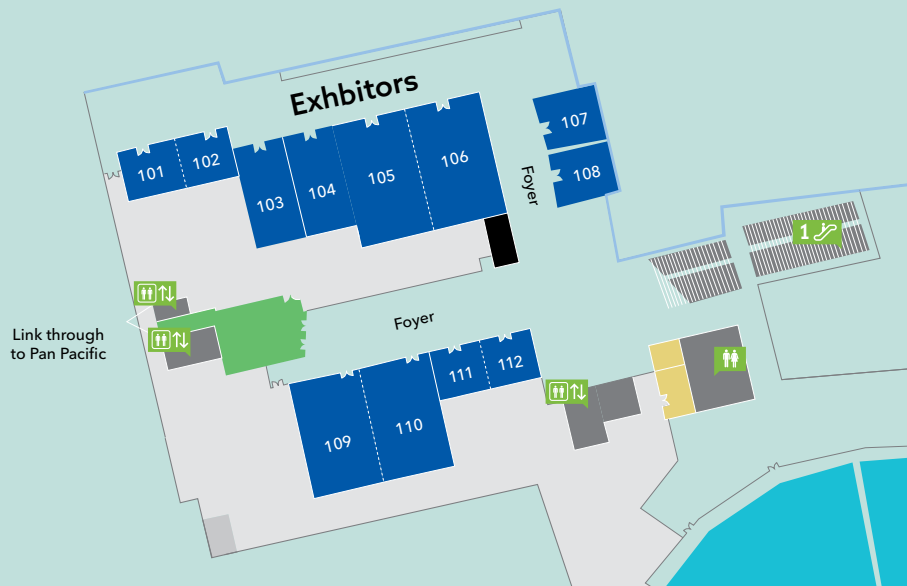 Exhbitors
101
102
103
104
105
106
107
108
Foyer
1
Link through
to Pan Pacific
Foyer
109
110
111
112